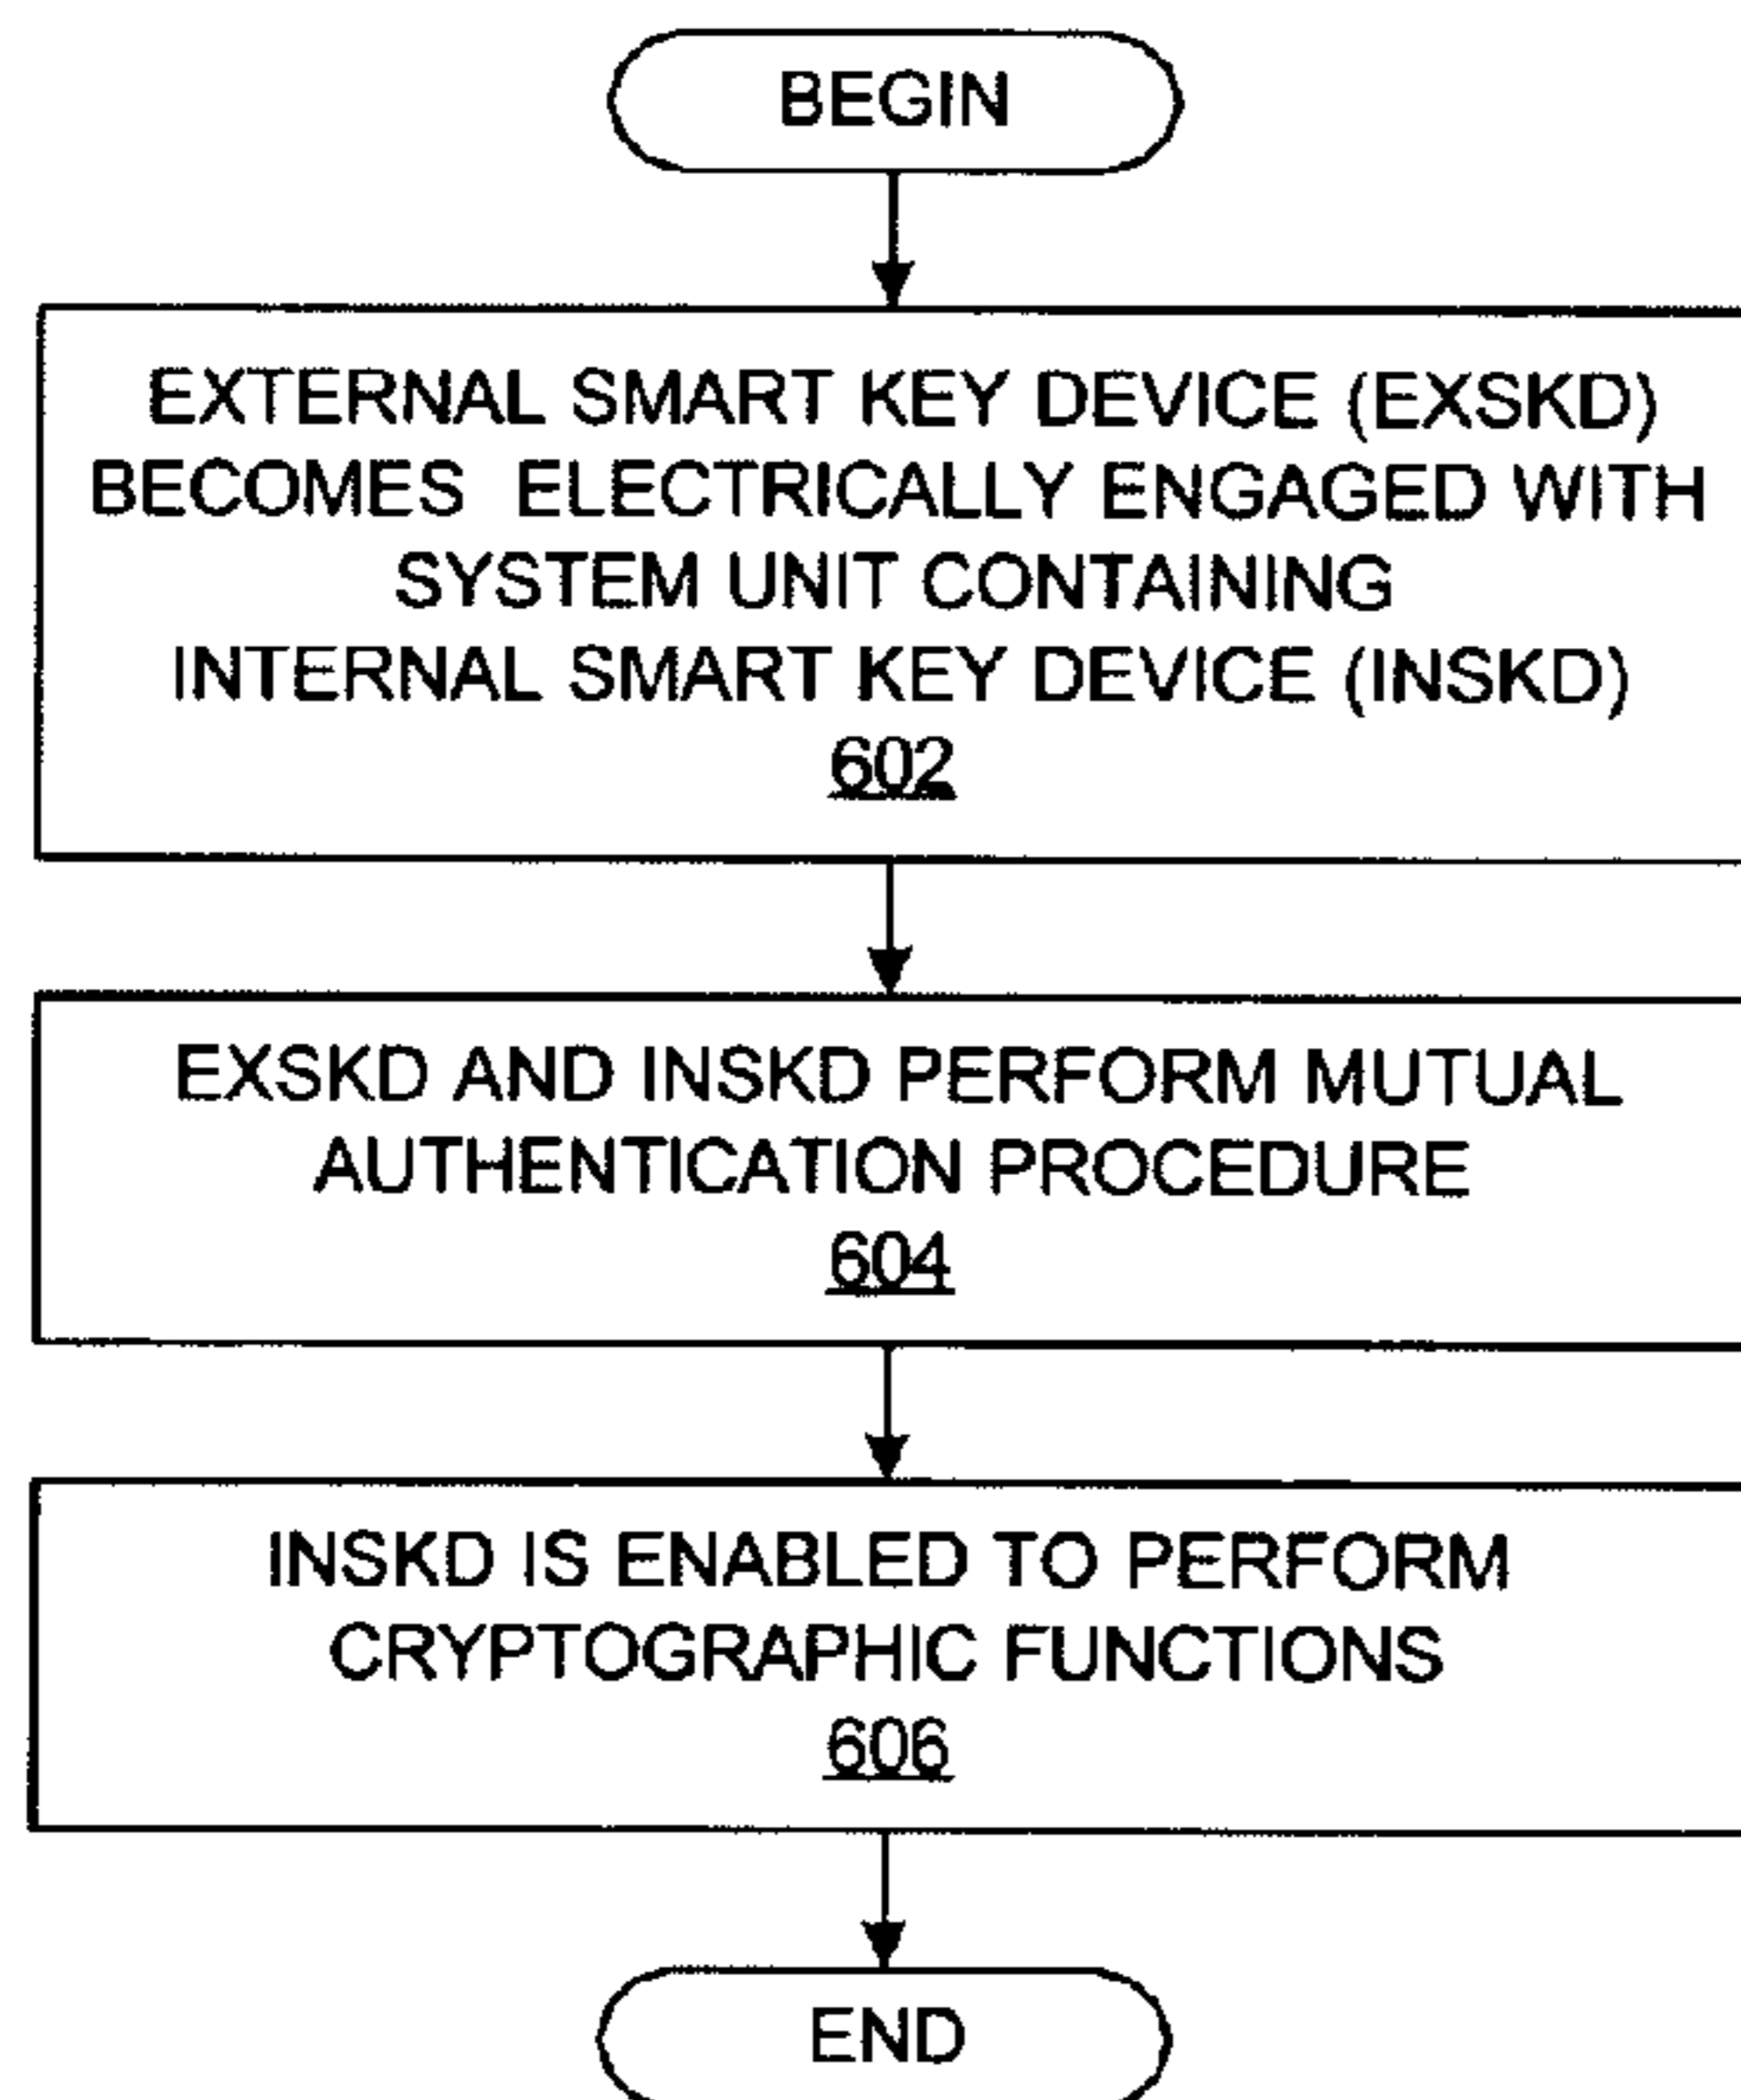 BEGIN
EXTERNAL SMART KEY DEVICE (EXSKD)
BECOMES ELECTRICALLY ENGAGED WITH
SYSTEM UNIT CONTAINING
INTERNAL SMART KEY DEVICE (INSKD)
602
EXSKD AND INSKD PERFORM MUTUAL
AUTHENTICATION PROCEDURE
604
INSKD IS ENABLED TO PERFORM
CRYPTOGRAPHIC FUNCTIONS
606
END